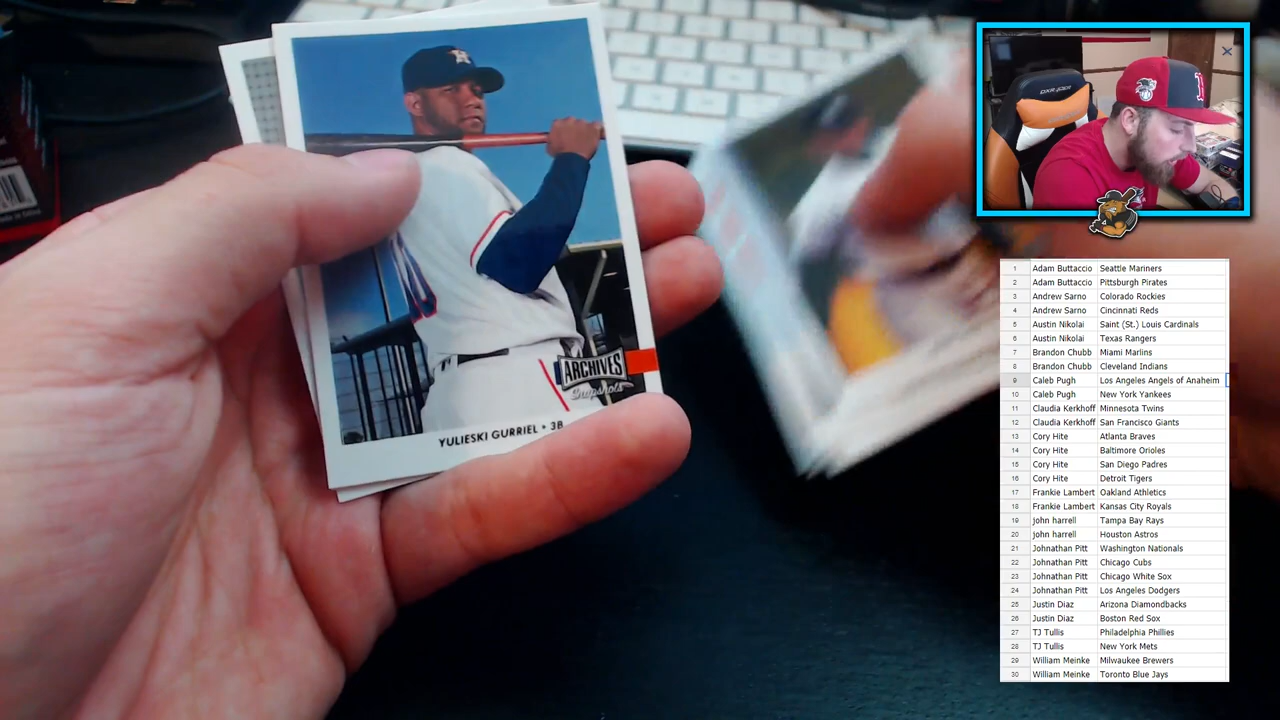 DXRACER
ARCHIVES
Snapshots
YULIESKI GURRIEL • 3B
1 Adam Buttaccio Seattle Mariners
2 Adam Buttaccio Pittsburgh Pirates
3 Andrew Sarno Colorado Rockies
4 Andrew Sarno Cincinnati Reds
5 Austin Nikolai Saint (St.) Louis Cardinals
6 Austin Nikolai Texas Rangers
7 Brandon Chubb Miami Marlins
8 Brandon Chubb Cleveland Indians
9 Caleb Pugh Los Angeles Angels of Anaheim
10 Caleb Pugh New York Yankees
11 Claudia Kerkhoff Minnesota Twins
12 Claudia Kerkhoff San Francisco Giants
13 Cory Hite Atlanta Braves
14 Cory Hite Baltimore Orioles
15 Cory Hite San Diego Padres
16 Cory Hite Detroit Tigers
17 Frankie Lambert Oakland Athletics
18 Frankie Lambert Kansas City Royals
19 john harrell Tampa Bay Rays
20 john harrell Houston Astros
21 Johnathan Pitt Washington Nationals
22 Johnathan Pitt Chicago Cubs
23 Johnathan Pitt Chicago White Sox
24 Johnathan Pitt Los Angeles Dodgers
25 Justin Diaz Arizona Diamondbacks
26 Justin Diaz Boston Red Sox
27 TJ Tullis Philadelphia Phillies
28 TJ Tullis New York Mets
29 William Meinke Milwaukee Brewers
30 William Meinke Toronto Blue Jays